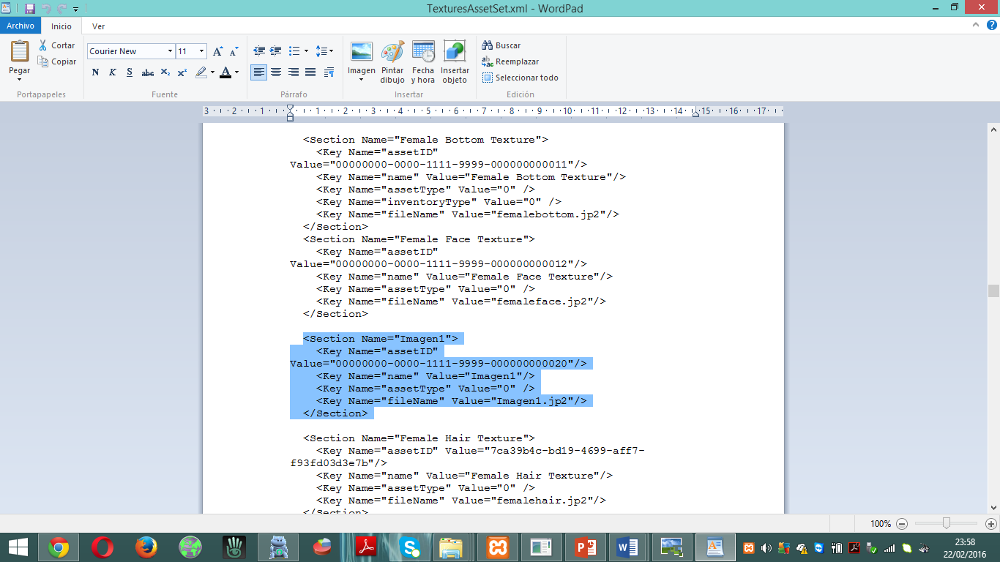 TexturesAssetSet.xml - WordPad
Archivo Inicio Ver
Pegar
Cortar
Copiar
Portapapeles
Courier New 11
N K S abc X₂ X²
Fuente
Párrafo
Imagen
Pintar dibujo
Fecha y hora
Insertar objeto
Insertar
Buscar
Reemplazar
Seleccionar todo
Edición
3 2 1 1 2 3 4 5 6 7 8 9 10 11 12 13 14 15 16 17
<Section Name="Female Bottom Texture">
<Key Name="assetID"
Value="00000000-0000-1111-9999-000000000011"/>
<Key Name="name" Value="Female Bottom Texture"/>
<Key Name="assetType" Value="0" />
<Key Name="inventoryType" Value="0" />
<Key Name="fileName" Value="femalebottom.jp2"/>
</Section>
<Section Name="Female Face Texture">
<Key Name="assetID"
Value="00000000-0000-1111-9999-000000000012"/>
<Key Name="name" Value="Female Face Texture"/>
<Key Name="assetType" Value="0" />
<Key Name="fileName" Value="femaleface.jp2"/>
</Section>
<Section Name="Imagen1">
<Key Name="assetID"
Value="00000000-0000-1111-9999-000000000020"/>
<Key Name="name" Value="Imagen1"/>
<Key Name="assetType" Value="0" />
<Key Name="fileName" Value="Imagen1.jp2"/>
</Section>
<Section Name="Female Hair Texture">
<Key Name="assetID" Value="7ca39b4c-bd19-4699-aff7-
f93fd03d3e7b"/>
<Key Name="name" Value="Female Hair Texture"/>
<Key Name="assetType" Value="0" />
<Key Name="fileName" Value="femalehair.jp2"/>
</Section>
100%
23:58
22/02/2016